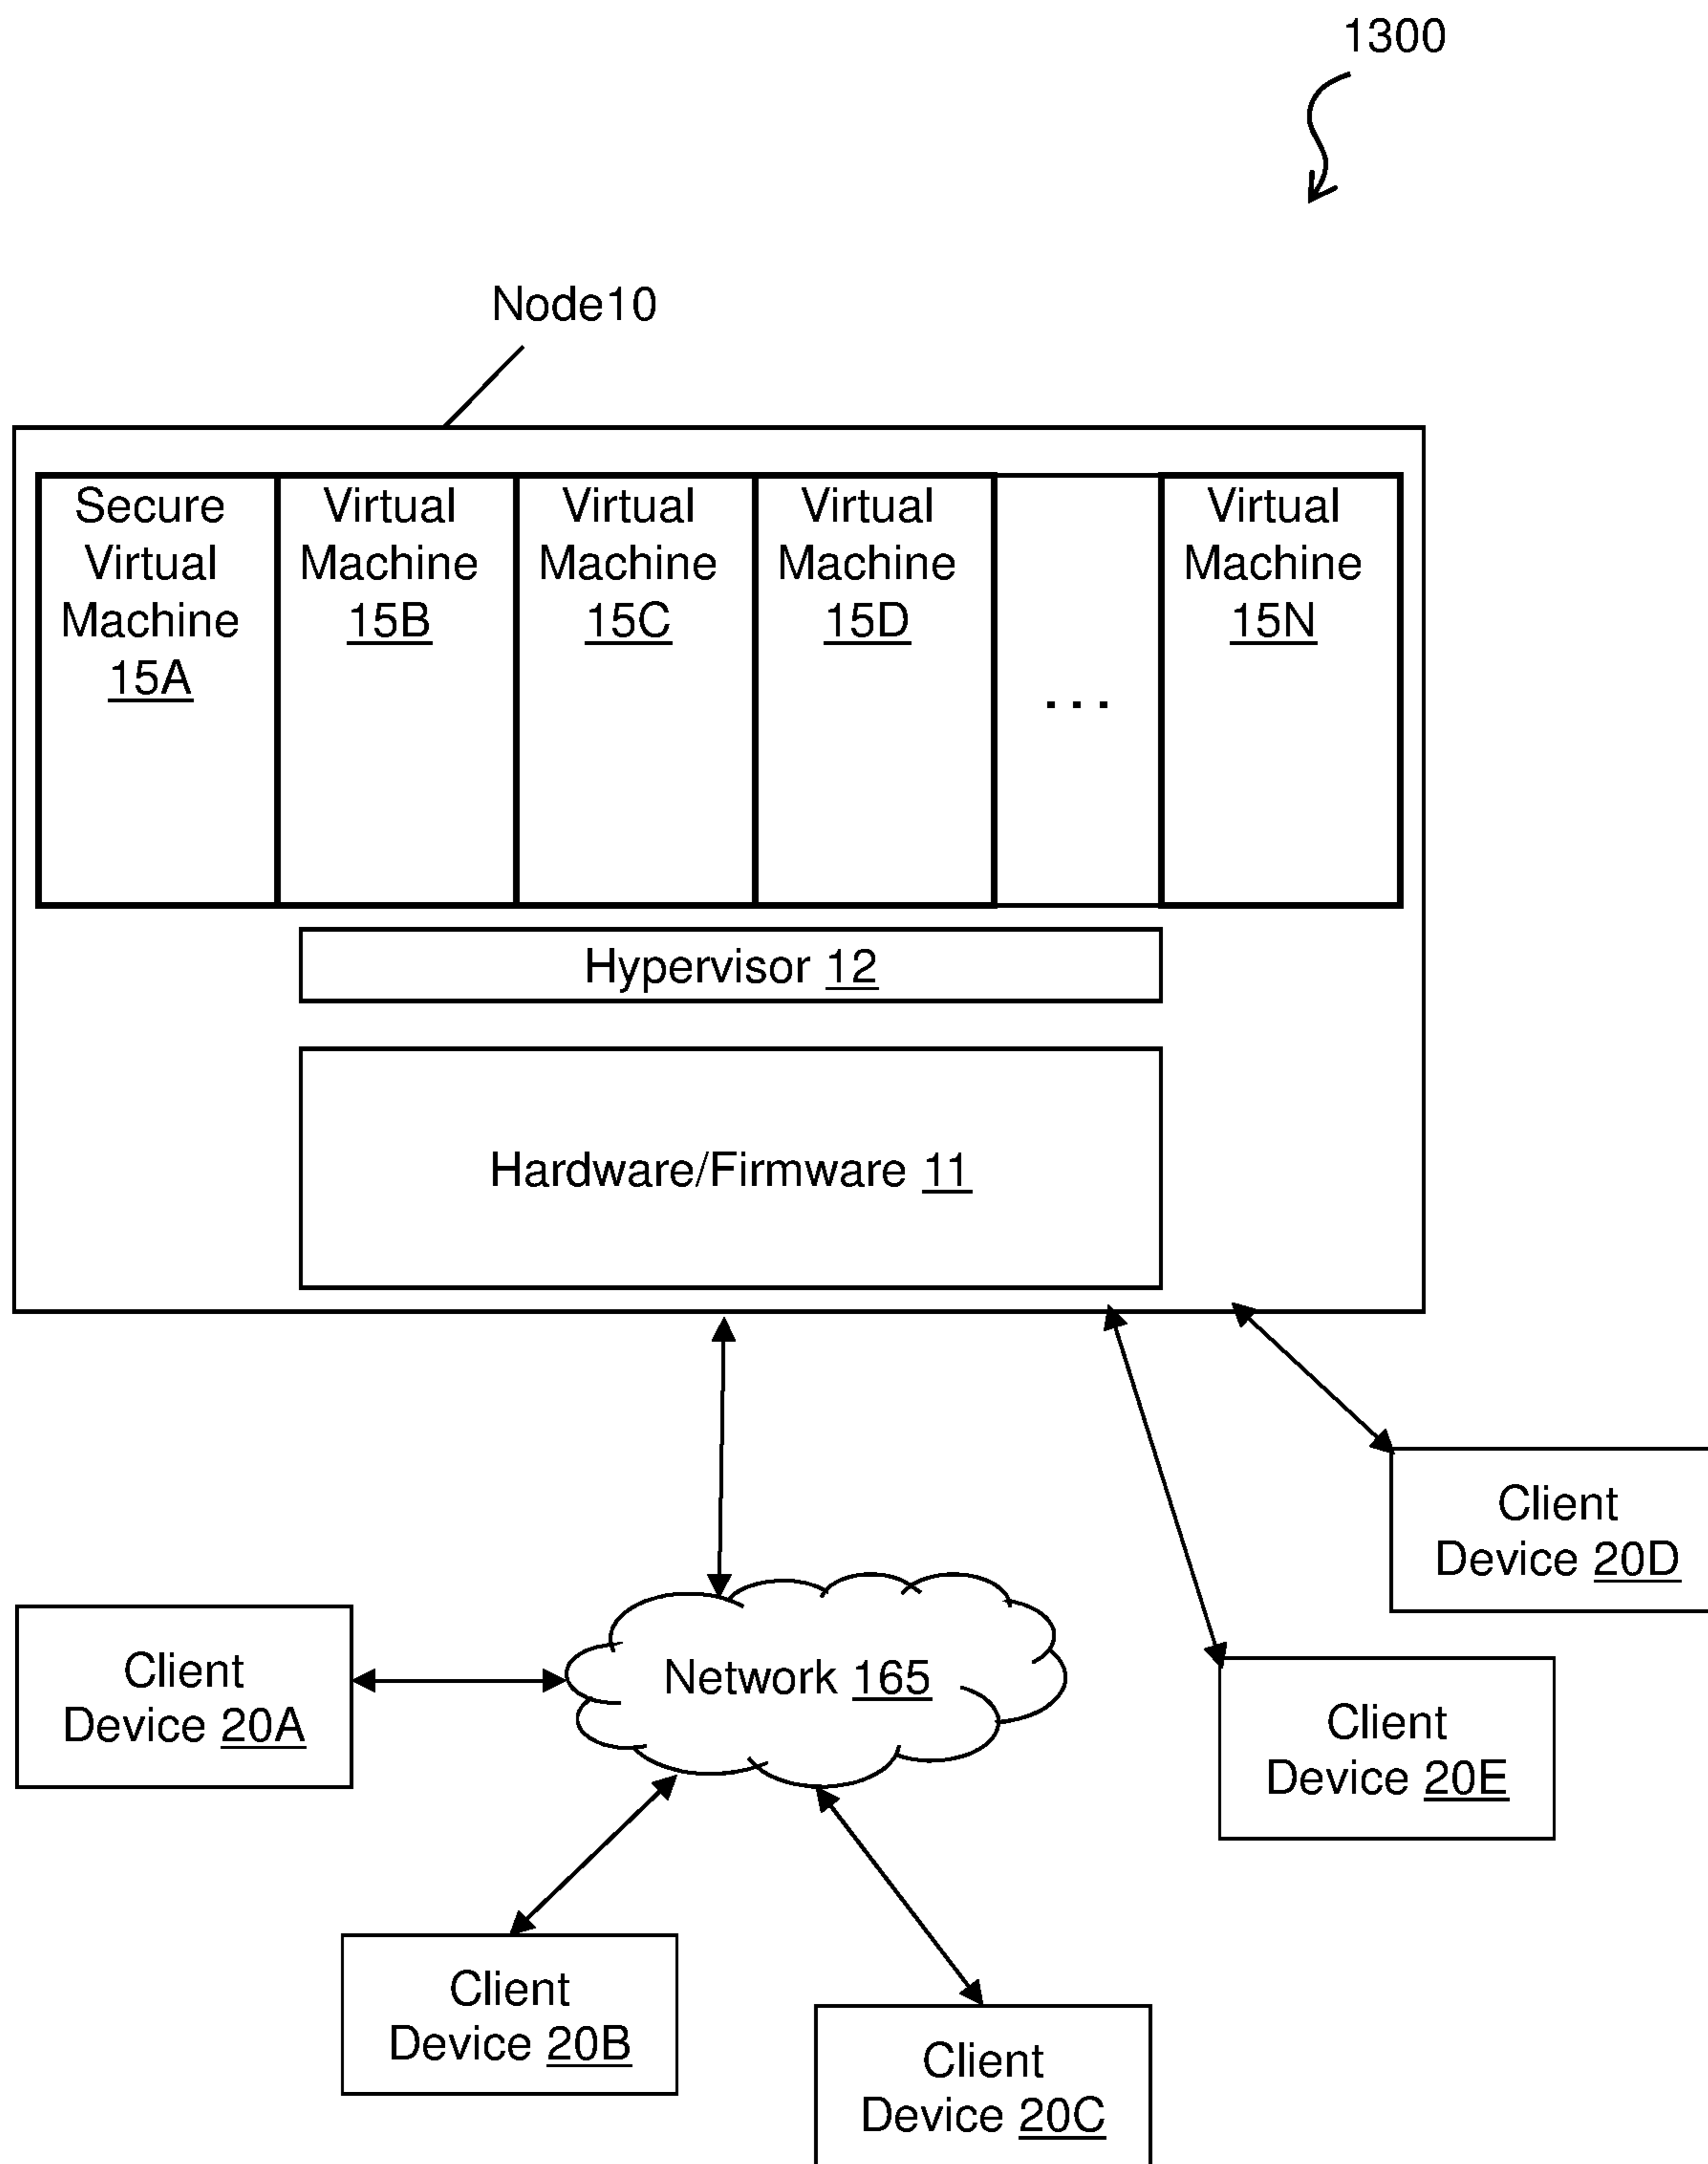 1300
Node10
Secure
Virtual
Machine
15A
Virtual
Machine
15B
Virtual
Machine
15C
Virtual
Machine
15D
...
Virtual
Machine
15N
Hypervisor 12
Hardware/Firmware 11
Network 165
Client
Device 20A
Client
Device 20B
Client
Device 20C
Client
Device 20D
Client
Device 20E